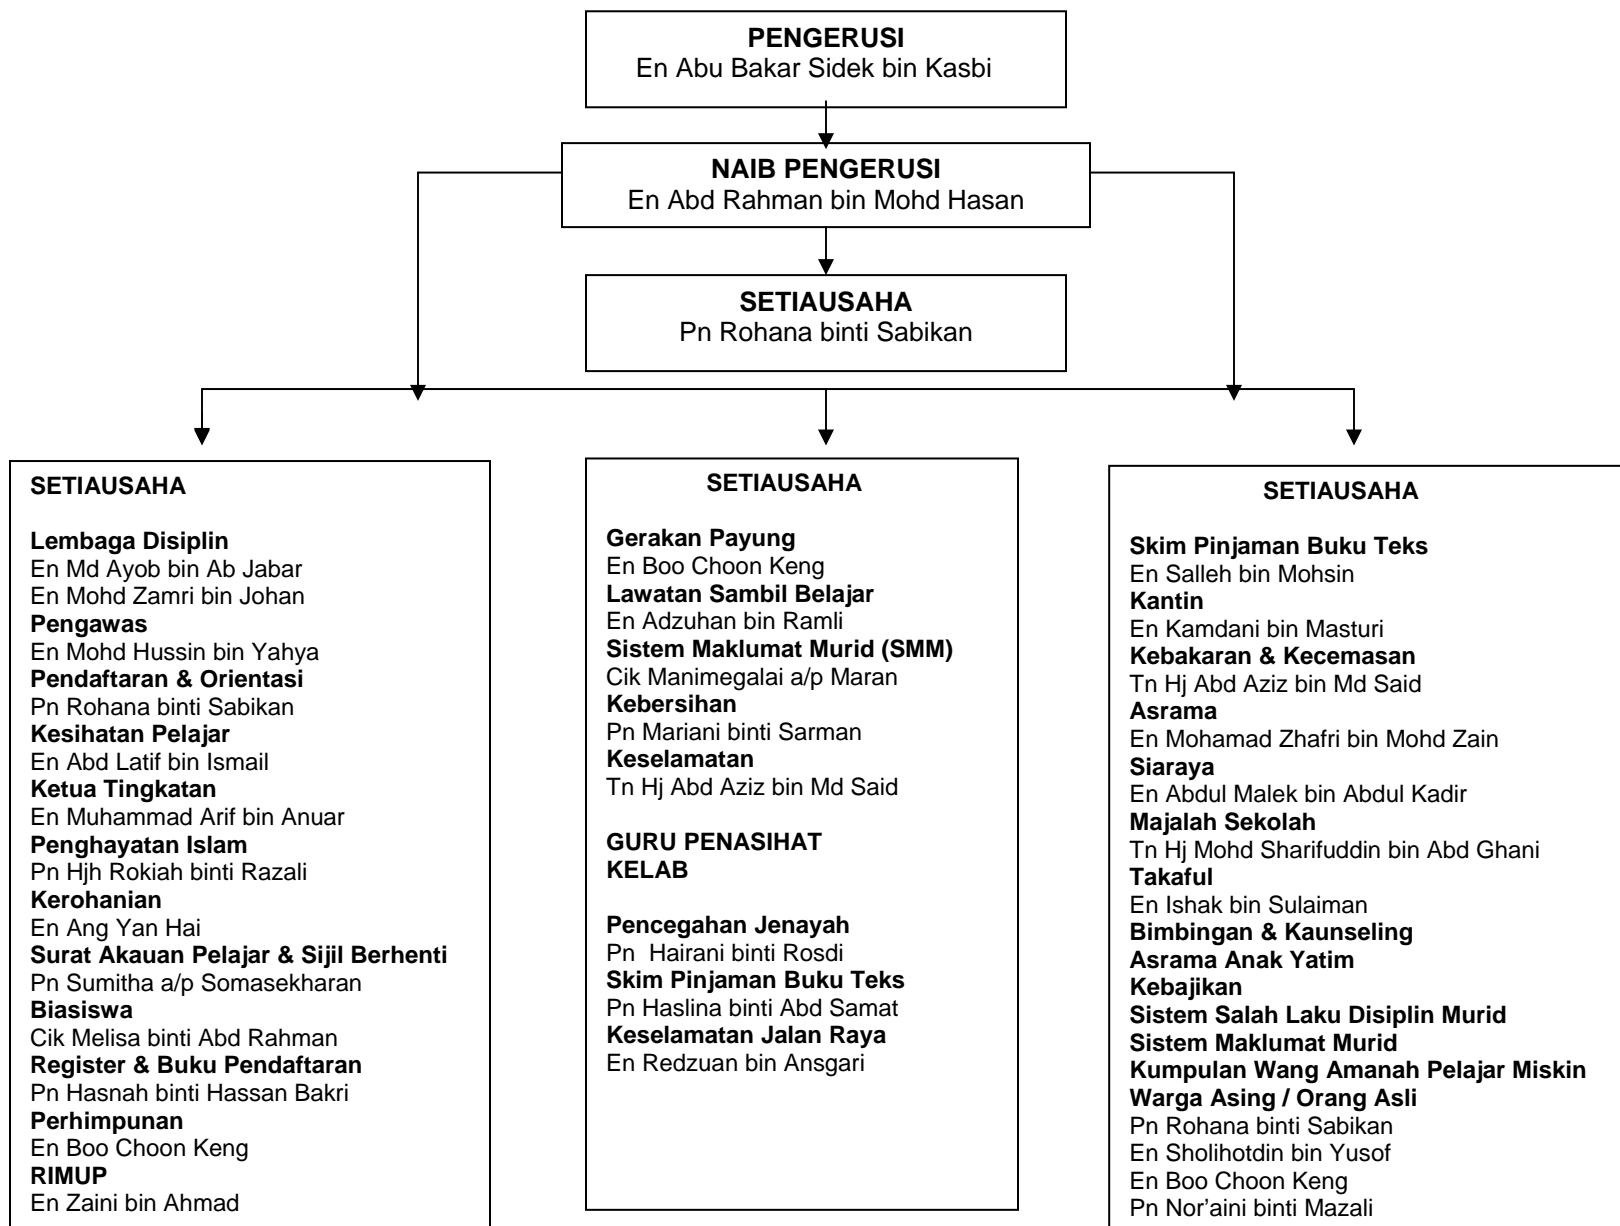 PENGERUSI
En Abu Bakar Sidek bin Kasbi
NAIB PENGERUSI
En Abd Rahman bin Mohd Hasan
SETIAUSAHA
Pn Rohana binti Sabikan
SETIAUSAHA
Lembaga Disiplin
En Md Ayob bin Ab Jabar
En Mohd Zamri bin Johan
Pengawas
En Mohd Hussin bin Yahya
Pendaftaran & Orientasi
Pn Rohana binti Sabikan
Kesihatan Pelajar
En Abd Latif bin Ismail
Ketua Tingkatan
En Muhammad Arif bin Anuar
Penghayatan Islam
Pn Hjh Rokiah binti Razali
Kerohanian
En Ang Yan Hai
Surat Akauan Pelajar & Sijil Berhenti
Pn Sumitha a/p Somasekharan
Biasiswa
Cik Melisa binti Abd Rahman
Register & Buku Pendaftaran
Pn Hasnah binti Hassan Bakri
Perhimpunan
En Boo Choon Keng
RIMUP
En Zaini bin Ahmad
SETIAUSAHA
Gerakan Payung
En Boo Choon Keng
Lawatan Sambil Belajar
En Adzuhan bin Ramli
Sistem Maklumat Murid (SMM)
Cik Manimegalai a/p Maran
Kebersihan
Pn Mariani binti Sarman
Keselamatan
Tn Hj Abd Aziz bin Md Said
GURU PENASIHAT
KELAB
Pencegahan Jenayah
Pn Hairani binti Rosdi
Skim Pinjaman Buku Teks
Pn Haslina binti Abd Samat
Keselamatan Jalan Raya
En Redzuan bin Ansgari
SETIAUSAHA
Skim Pinjaman Buku Teks
En Salleh bin Mohsin
Kantin
En Kamdani bin Masturi
Kebakaran & Kecemasan
Tn Hj Abd Aziz bin Md Said
Asrama
En Mohamad Zhafri bin Mohd Zain
Siaraya
En Abdul Malek bin Abdul Kadir
Majalah Sekolah
Tn Hj Mohd Sharifuddin bin Abd Ghani
Takaful
En Ishak bin Sulaiman
Bimbingan & Kaunseling
Asrama Anak Yatim
Kebajikan
Sistem Salah Laku Disiplin Murid
Sistem Maklumat Murid
Kumpulan Wang Amanah Pelajar Miskin
Warga Asing / Orang Asli
Pn Rohana binti Sabikan
En Sholihotdin bin Yusof
En Boo Choon Keng
Pn Nor’aini binti Mazali